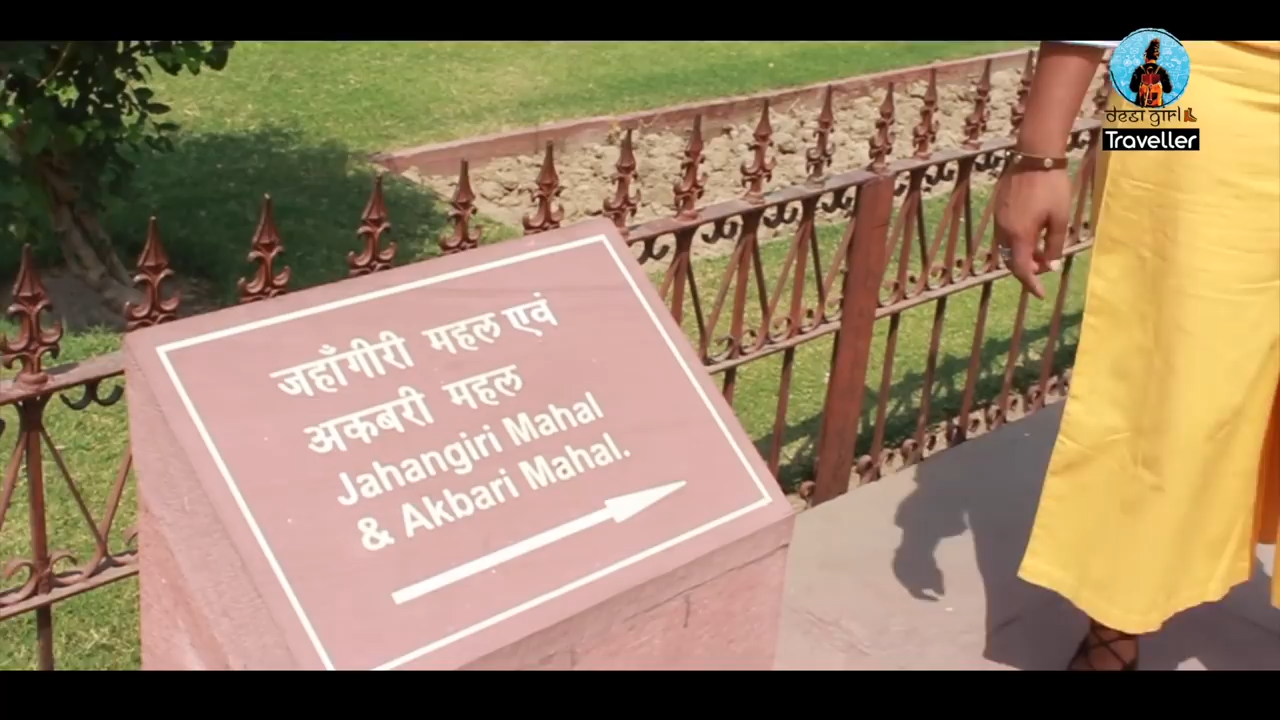 desi girl
Traveller
जहाँगीरी महल एवं
अकबरी महल
Jahangiri Mahal
& Akbari Mahal.